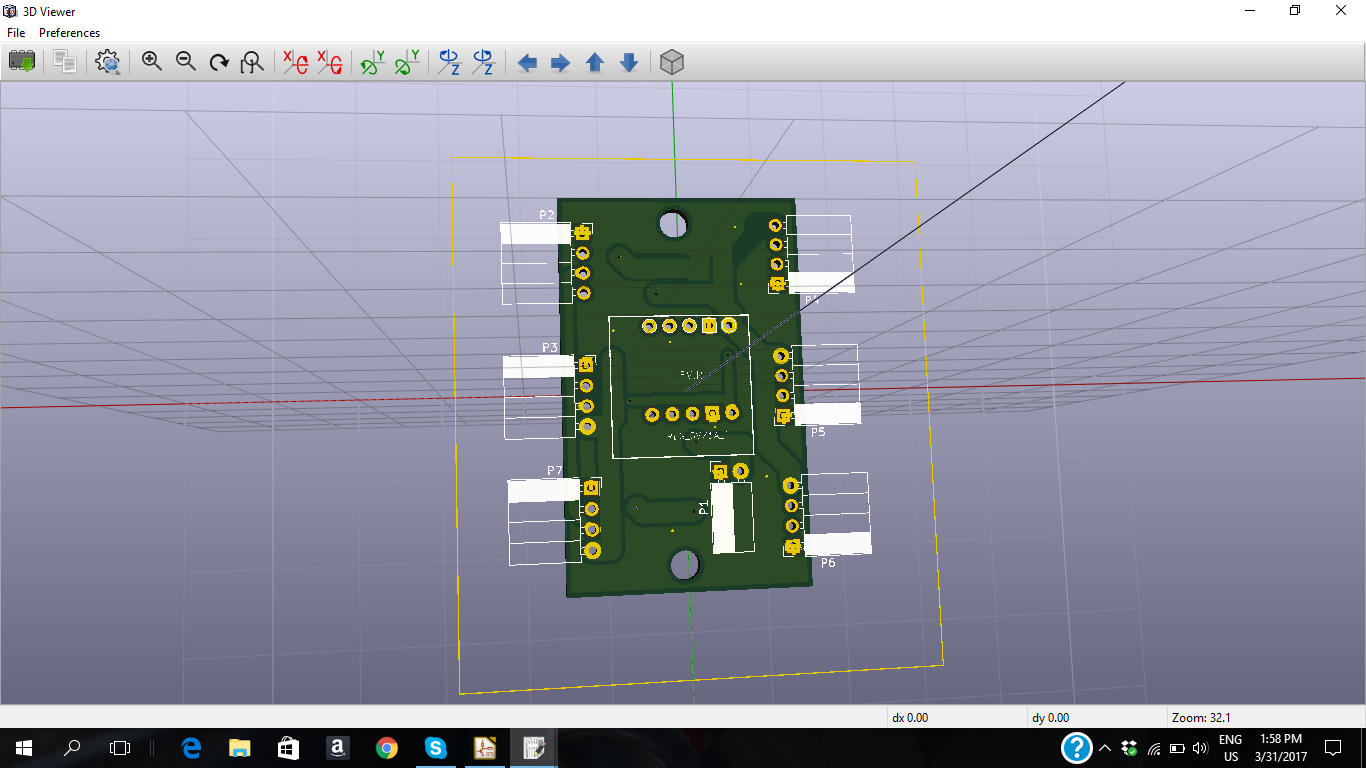 3D Viewer
File Preferences
X X Y Y Z Z
P2
P4
P3
P5
P7
P1
P6
dx 0.00 dy 0.00 Zoom: 32.1
ENG 1:58 PM
US 3/31/2017